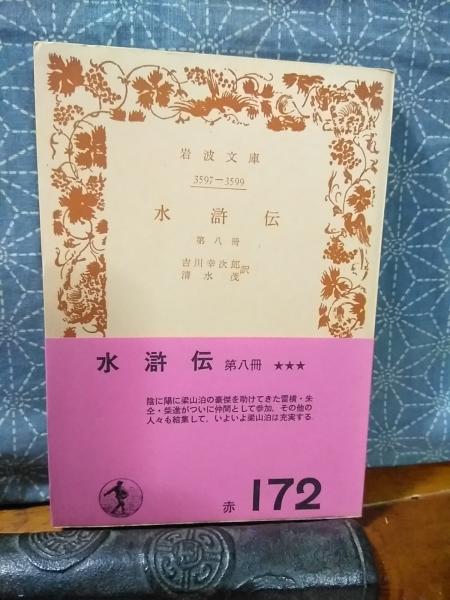 岩波文庫
3597-3599
水滸伝
第八冊
吉川幸次郎
清水茂 訳
水滸伝 第八冊 ★★★
陰に陽に梁山泊の豪傑を助けてきた雷横・朱
仝・柴進がついに仲間として参加、その他の
人々も結集して、いよいよ梁山泊は充実する.
赤 172